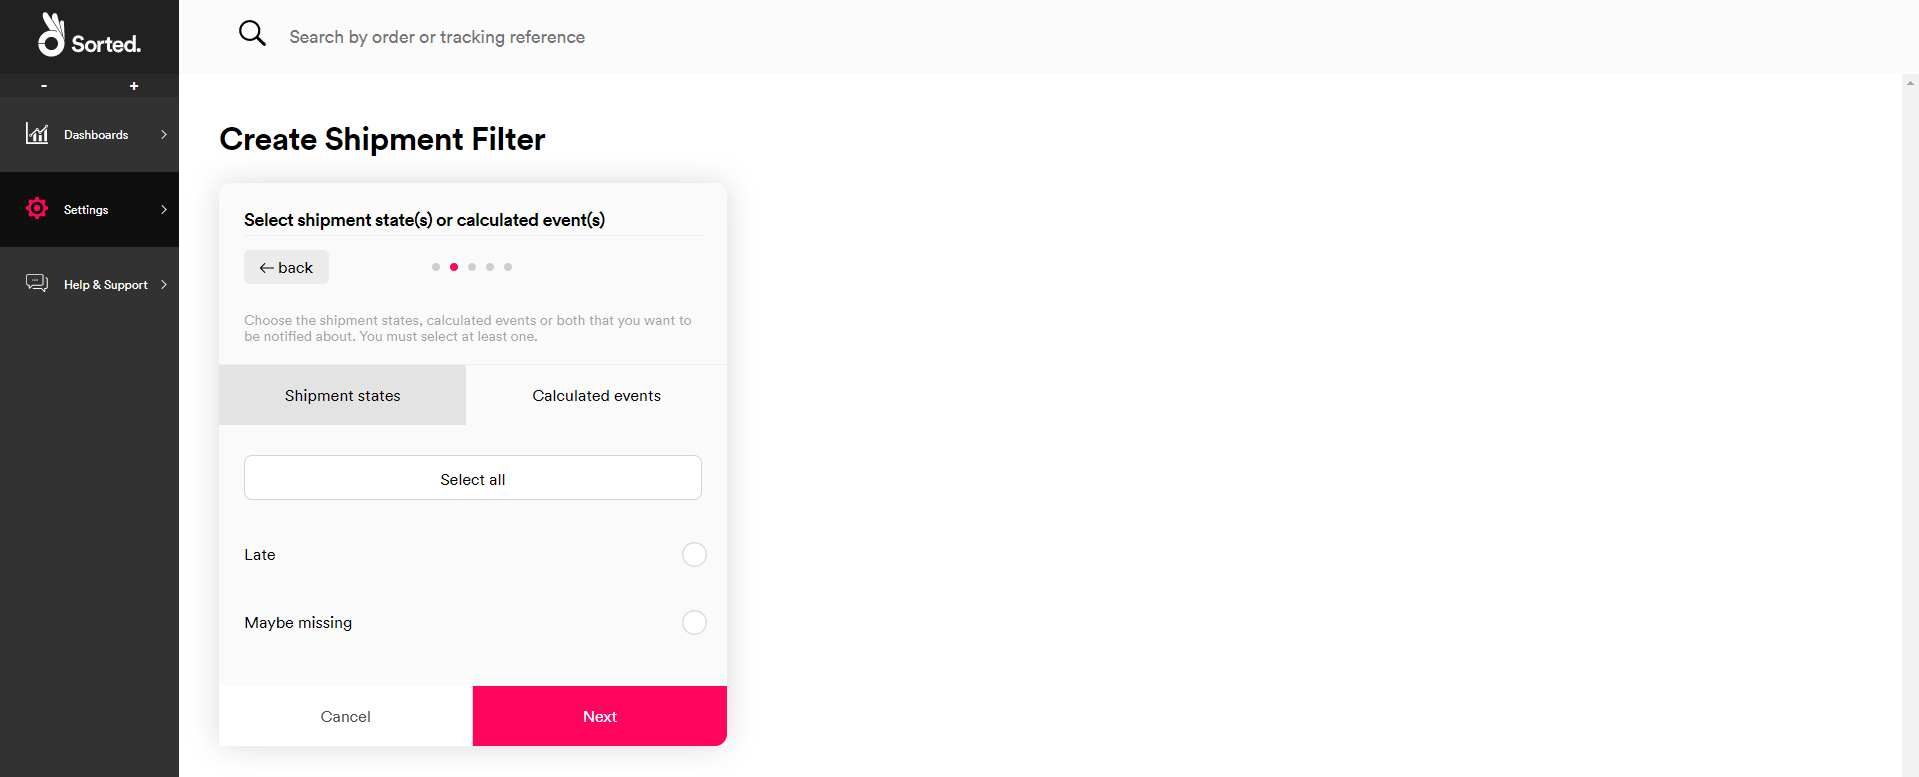 Sorted.
Search by order or tracking reference
- +
Dashboards
Settings
Help & Support
Create Shipment Filter
Select shipment state(s) or calculated event(s)
← back
Choose the shipment states, calculated events or both that you want to
be notified about. You must select at least one.
Shipment states Calculated events
Select all
Late
Maybe missing
Cancel Next